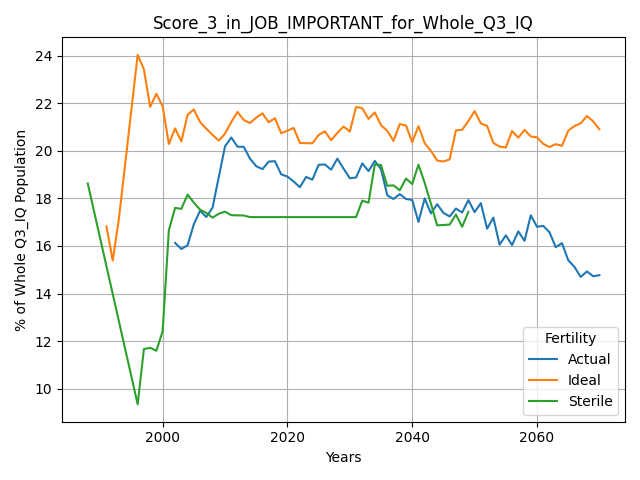 Score_3_in_JOB_IMPORTANT_for_Whole_Q3_IQ
% of Whole Q3_IQ Population
24
22
20
18
16
14
12
10
2000
2020
2040
2060
Years
Fertility
Actual
Ideal
Sterile